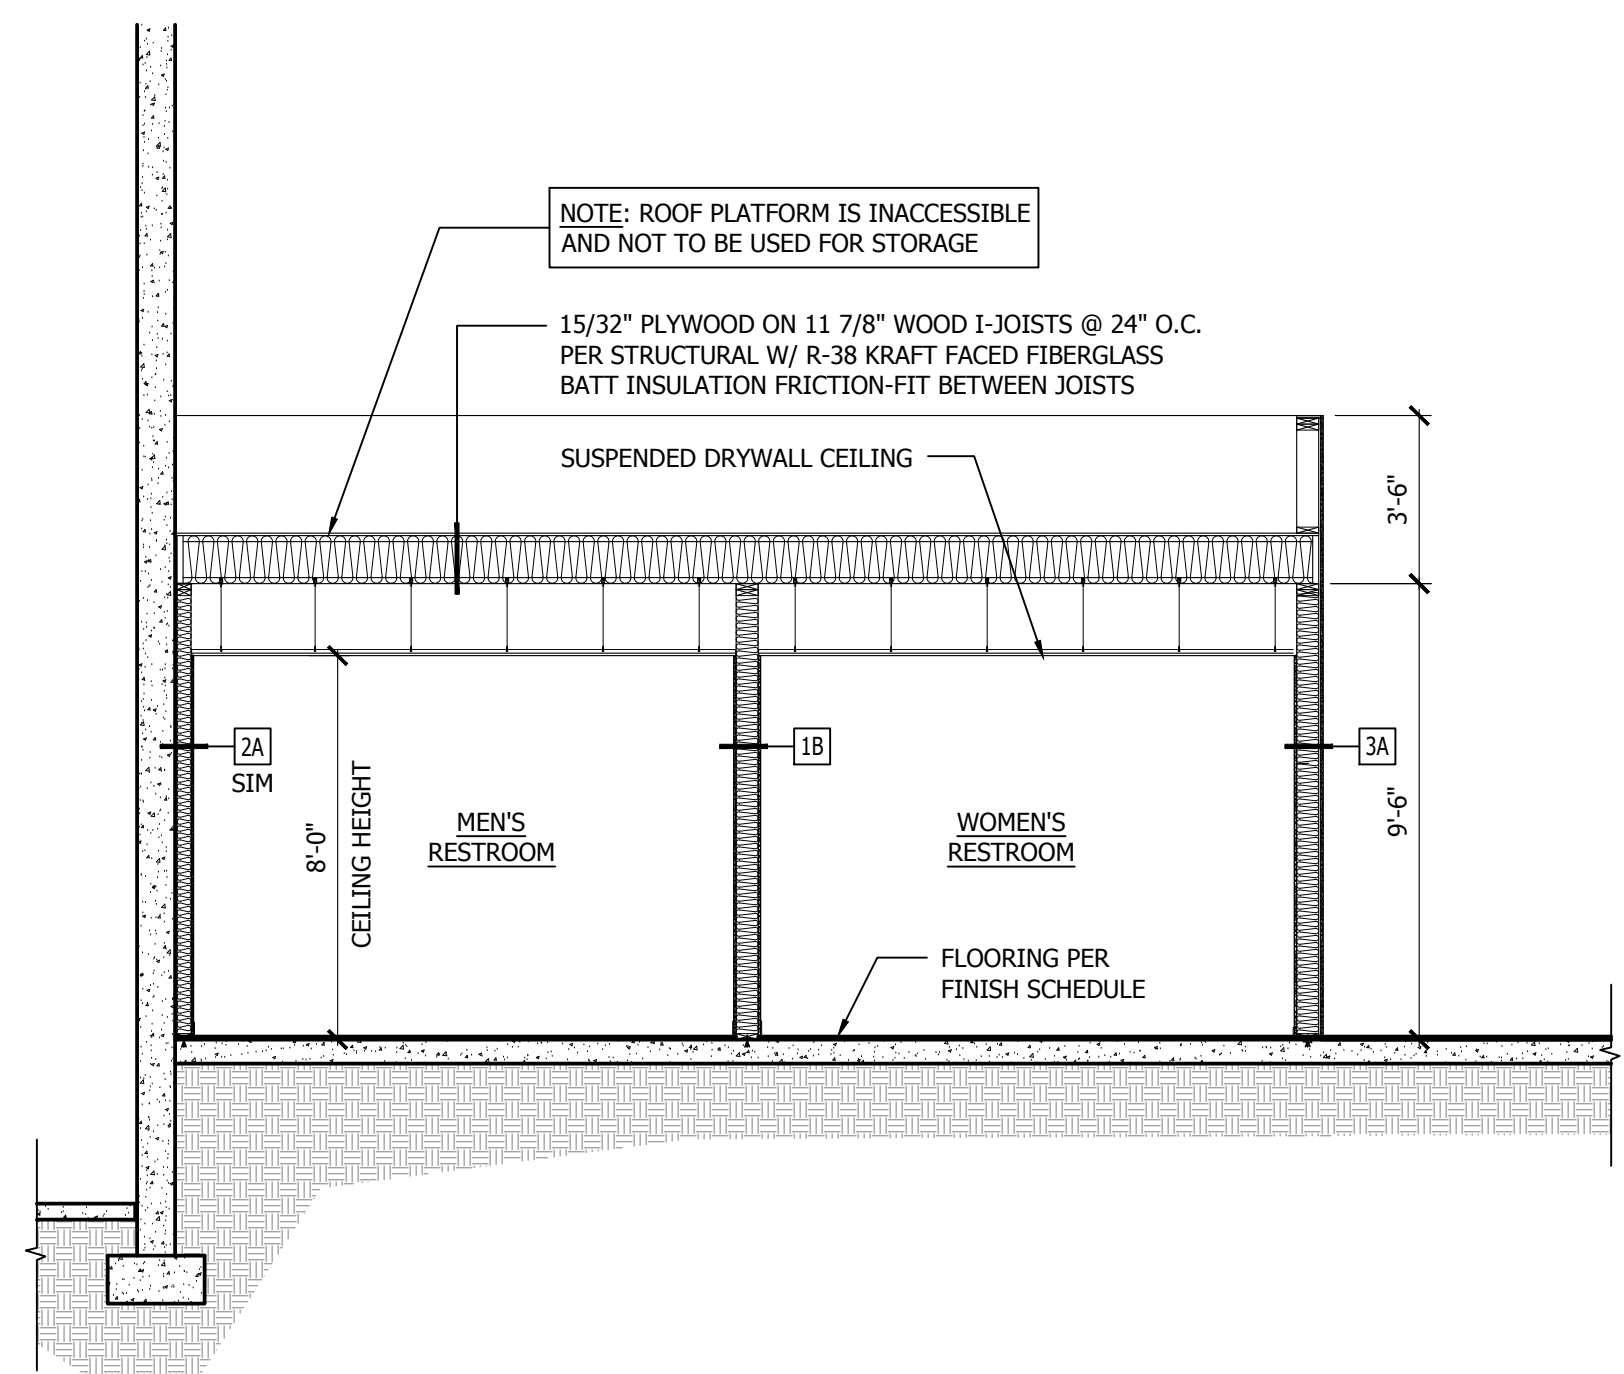 NOTE: ROOF PLATFORM IS INACCESSIBLE
AND NOT TO BE USED FOR STORAGE
15/32" PLYWOOD ON 11 7/8" WOOD I-JOISTS @ 24" O.C.
PER STRUCTURAL W/ R-38 KRAFT FACED FIBERGLASS
BATT INSULATION FRICTION-FIT BETWEEN JOISTS
SUSPENDED DRYWALL CEILING
3'-6"
2A
SIM
1B
3A
8'-0"
CEILING HEIGHT
MEN'S
RESTROOM
WOMEN'S
RESTROOM
9'-6"
FLOORING PER
FINISH SCHEDULE